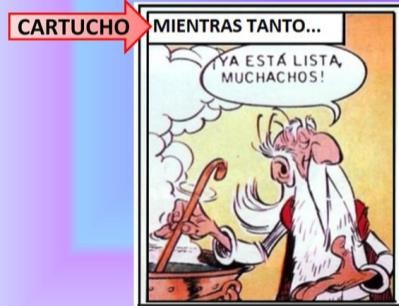 CARTUCHO
MIENTRAS TANTO...
¡YA ESTÁ LISTA,
MUCHACHOS!